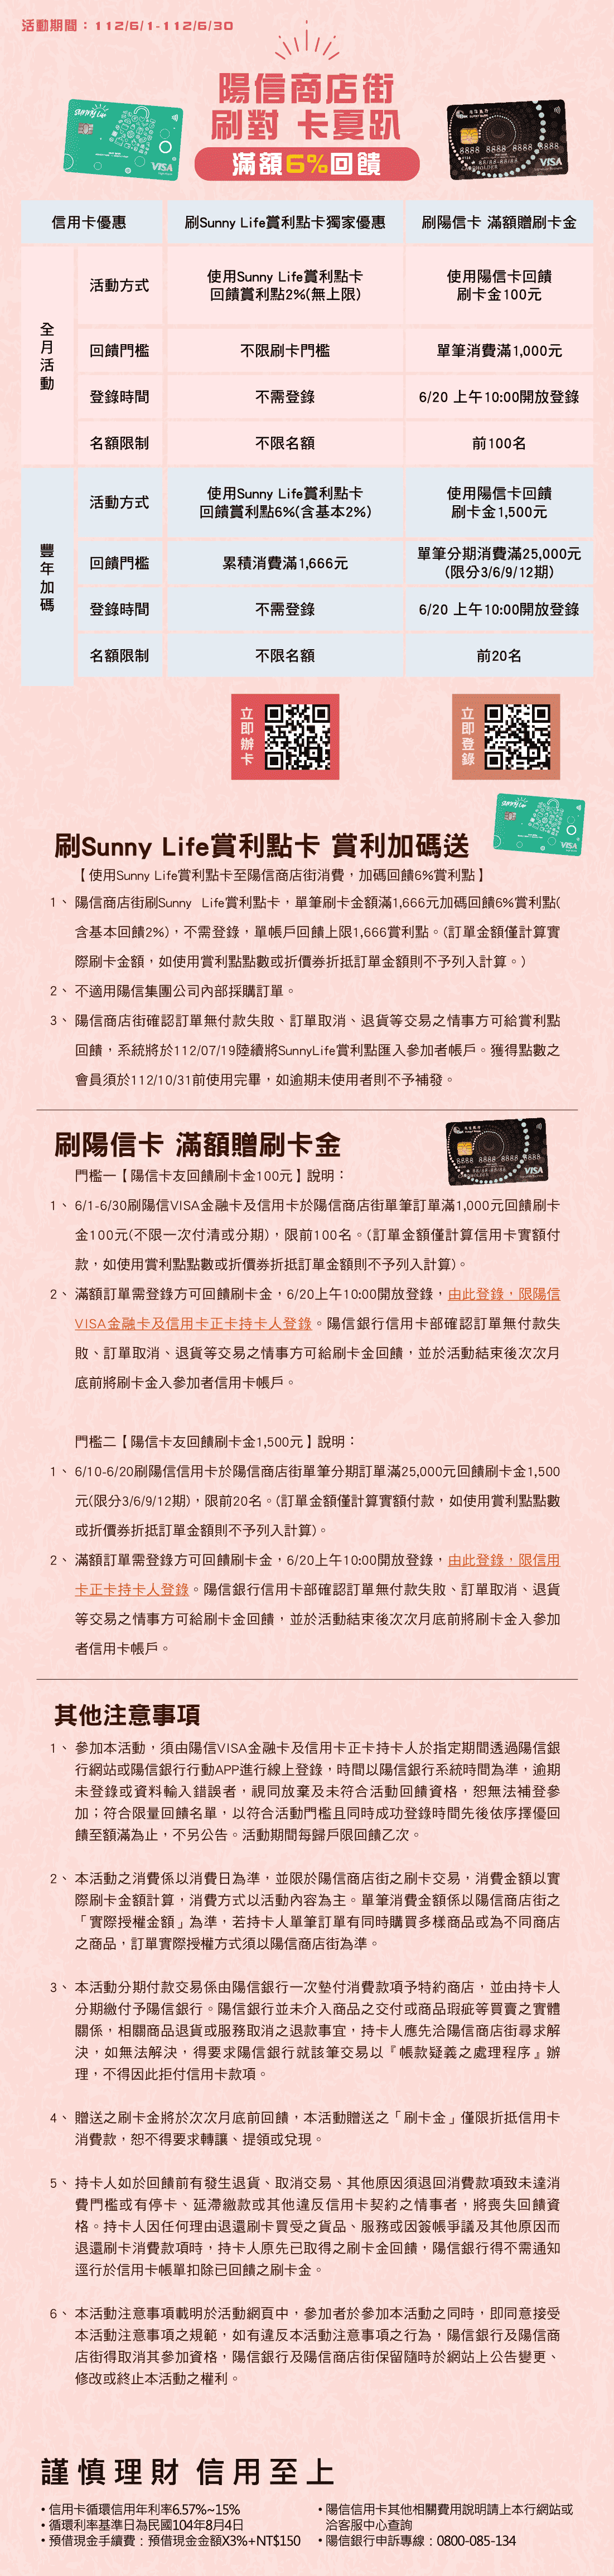 活動期間：112/6/1-112/6/30
陽信商店街
刷對 卡夏趴
滿額6%回饋
信用卡優惠
刷Sunny Life賞利點卡獨家優惠
刷陽信卡 滿額贈刷卡金
全月活動
活動方式
使用Sunny Life賞利點卡
回饋賞利點2%(無上限)
使用陽信卡回饋
刷卡金100元
回饋門檻
不限刷卡門檻
單筆消費滿1,000元
登錄時間
不需登錄
6/20 上午10:00開放登錄
名額限制
不限名額
前100名
豐年加碼
活動方式
使用Sunny Life賞利點卡
回饋賞利點6%(含基本2%)
使用陽信卡回饋
刷卡金1,500元
回饋門檻
累積消費滿1,666元
單筆分期消費滿25,000元
(限分3/6/9/12期)
登錄時間
不需登錄
6/20 上午10:00開放登錄
名額限制
不限名額
前20名
立即辦卡
立即登錄
刷Sunny Life賞利點卡 賞利加碼送
【使用Sunny Life賞利點卡至陽信商店街消費，加碼回饋6%賞利點】
1、陽信商店街刷Sunny Life賞利點卡，單筆刷卡金額滿1,666元加碼回饋6%賞利點(
含基本回饋2%)，不需登錄，單帳戶回饋上限1,666賞利點。(訂單金額僅計算實
際刷卡金額，如使用賞利點點數或折價券折抵訂單金額則不予列入計算。)
2、不適用陽信集團公司內部採購訂單。
3、陽信商店街確認訂單無付款失敗、訂單取消、退貨等交易之情事方可給賞利點
回饋，系統將於112/07/19陸續將SunnyLife賞利點匯入參加者帳戶。獲得點數之
會員須於112/10/31前使用完畢，如逾期未使用者則不予補發。
刷陽信卡 滿額贈刷卡金
門檻一【陽信卡友回饋刷卡金100元】說明：
1、6/1-6/30刷陽信VISA金融卡及信用卡於陽信商店街單筆訂單滿1,000元回饋刷卡
金100元(不限一次付清或分期)，限前100名。(訂單金額僅計算信用卡實額付
款，如使用賞利點點數或折價券折抵訂單金額則不予列入計算)。
2、滿額訂單需登錄方可回饋刷卡金，6/20上午10:00開放登錄，由此登錄，限陽信
VISA金融卡及信用卡正卡持卡人登錄。陽信銀行信用卡部確認訂單無付款失
敗、訂單取消、退貨等交易之情事方可給刷卡金回饋，並於活動結束後次次月
底前將刷卡金入參加者信用卡帳戶。
門檻二【陽信卡友回饋刷卡金1,500元】說明：
1、6/10-6/20刷陽信信用卡於陽信商店街單筆分期訂單滿25,000元回饋刷卡金1,500
元(限分3/6/9/12期)，限前20名。(訂單金額僅計算實額付款，如使用賞利點點數
或折價券折抵訂單金額則不予列入計算)。
2、滿額訂單需登錄方可回饋刷卡金，6/20上午10:00開放登錄，由此登錄，限信用
卡正卡持卡人登錄。陽信銀行信用卡部確認訂單無付款失敗、訂單取消、退貨
等交易之情事方可給刷卡金回饋，並於活動結束後次次月底前將刷卡金入參加
者信用卡帳戶。
其他注意事項
1、參加本活動，須由陽信VISA金融卡及信用卡正卡持卡人於指定期間透過陽信銀
行網站或陽信銀行行動APP進行線上登錄，時間以陽信銀行系統時間為準，逾期
未登錄或資料輸入錯誤者，視同放棄及未符合活動回饋資格，恕無法補登參
加；符合限量回饋名單，以符合活動門檻且同時成功登錄時間先後依序擇優回
饋至額滿為止，不另公告。活動期間每歸戶限回饋乙次。
2、本活動之消費係以消費日為準，並限於陽信商店街之刷卡交易，消費金額以實
際刷卡金額計算，消費方式以活動內容為主。單筆消費金額係以陽信商店街之
「實際授權金額」為準，若持卡人單筆訂單有同時購買多樣商品或為不同商店
之商品，訂單實際授權方式須以陽信商店街為準。
3、本活動分期付款交易係由陽信銀行一次墊付消費款項予特約商店，並由持卡人
分期繳付予陽信銀行。陽信銀行並未介入商品之交付或商品瑕疵等買賣之實體
關係，相關商品退貨或服務取消之退款事宜，持卡人應先洽陽信商店街尋求解
決，如無法解決，得要求陽信銀行就該筆交易以『帳款疑義之處理程序』辦
理，不得因此拒付信用卡款項。
4、贈送之刷卡金將於次次月底前回饋，本活動贈送之「刷卡金」僅限折抵信用卡
消費款，恕不得要求轉讓、提領或兌現。
5、持卡人如於回饋前有發生退貨、取消交易、其他原因須退回消費款項致未達消
費門檻或有停卡、延滯繳款或其他違反信用卡契約之情事者，將喪失回饋資
格。持卡人因任何理由退還刷卡買受之貨品、服務或因簽帳爭議及其他原因而
退還刷卡消費款項時，持卡人原先已取得之刷卡金回饋，陽信銀行得不需通知
逕行於信用卡帳單扣除已回饋之刷卡金。
6、本活動注意事項載明於活動網頁中，參加者於參加本活動之同時，即同意接受
本活動注意事項之規範，如有違反本活動注意事項之行為，陽信銀行及陽信商
店街得取消其參加資格，陽信銀行及陽信商店街保留隨時於網站上公告變更、
修改或終止本活動之權利。
謹慎理財 信用至上
•信用卡循環信用年利率6.57%~15%
•循環利率基準日為民國104年8月4日
•預借現金手續費：預借現金金額X3%+NT$150
•陽信信用卡其他相關費用說明請上本行網站或
洽客服中心查詢
•陽信銀行申訴專線：0800-085-134